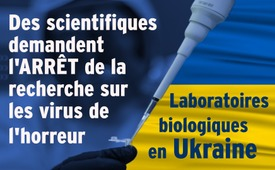 Des scientifiques
demandent
l'ARRÊT de la
recherche sur
les virus de
l'horreur
Laboratoires
biologiques
en Ukraine